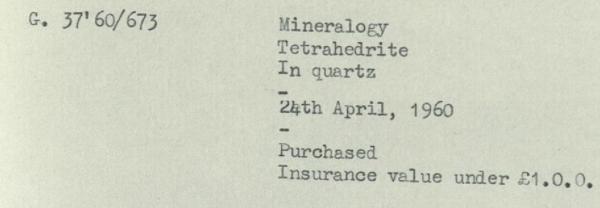 G. 37'60/673
Mineralogy
Tetrahedrite
In quartz
-
24th April, 1960
-
Purchased
Insurance value under £1.0.0.